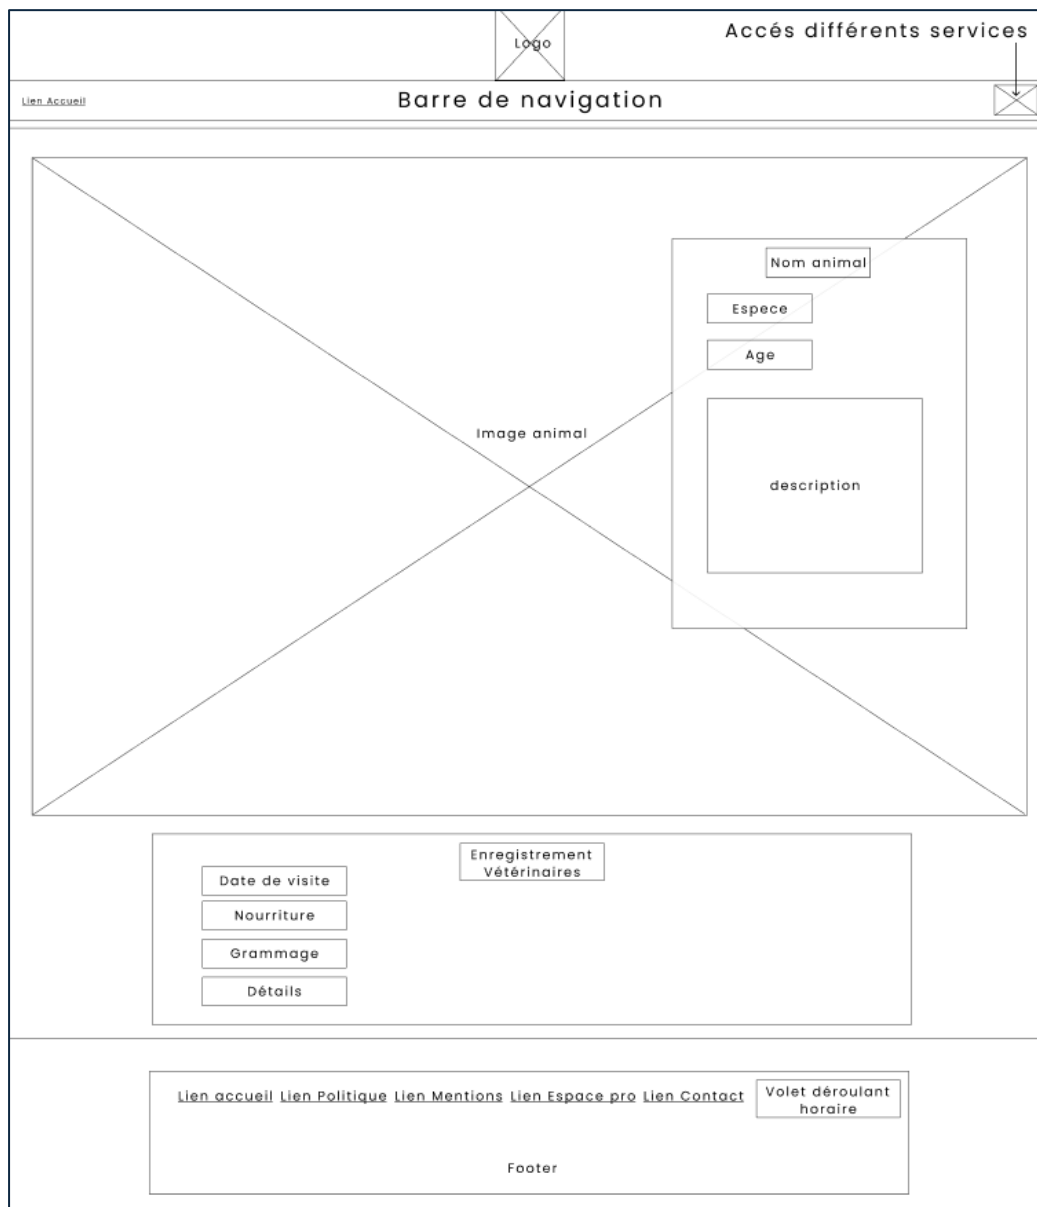 Logo
Accés différents services
Lien Accueil
Barre de navigation
Nom animal
Espece
Age
Image animal
description
Enregistrement
Vétérinaires
Date de visite
Nourriture
Grammage
Détails
Lien accueil Lien Politique Lien Mentions Lien Espace pro Lien Contact
Volet déroulant
horaire
Footer